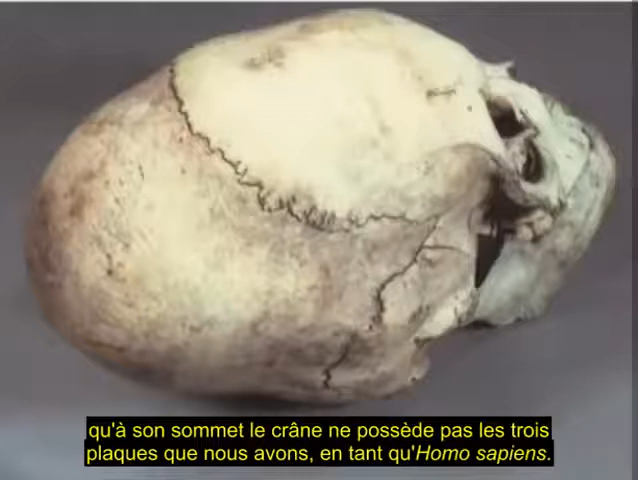 qu'à son sommet le crâne ne possède pas les trois
plaques que nous avons, en tant qu'Homo sapiens.